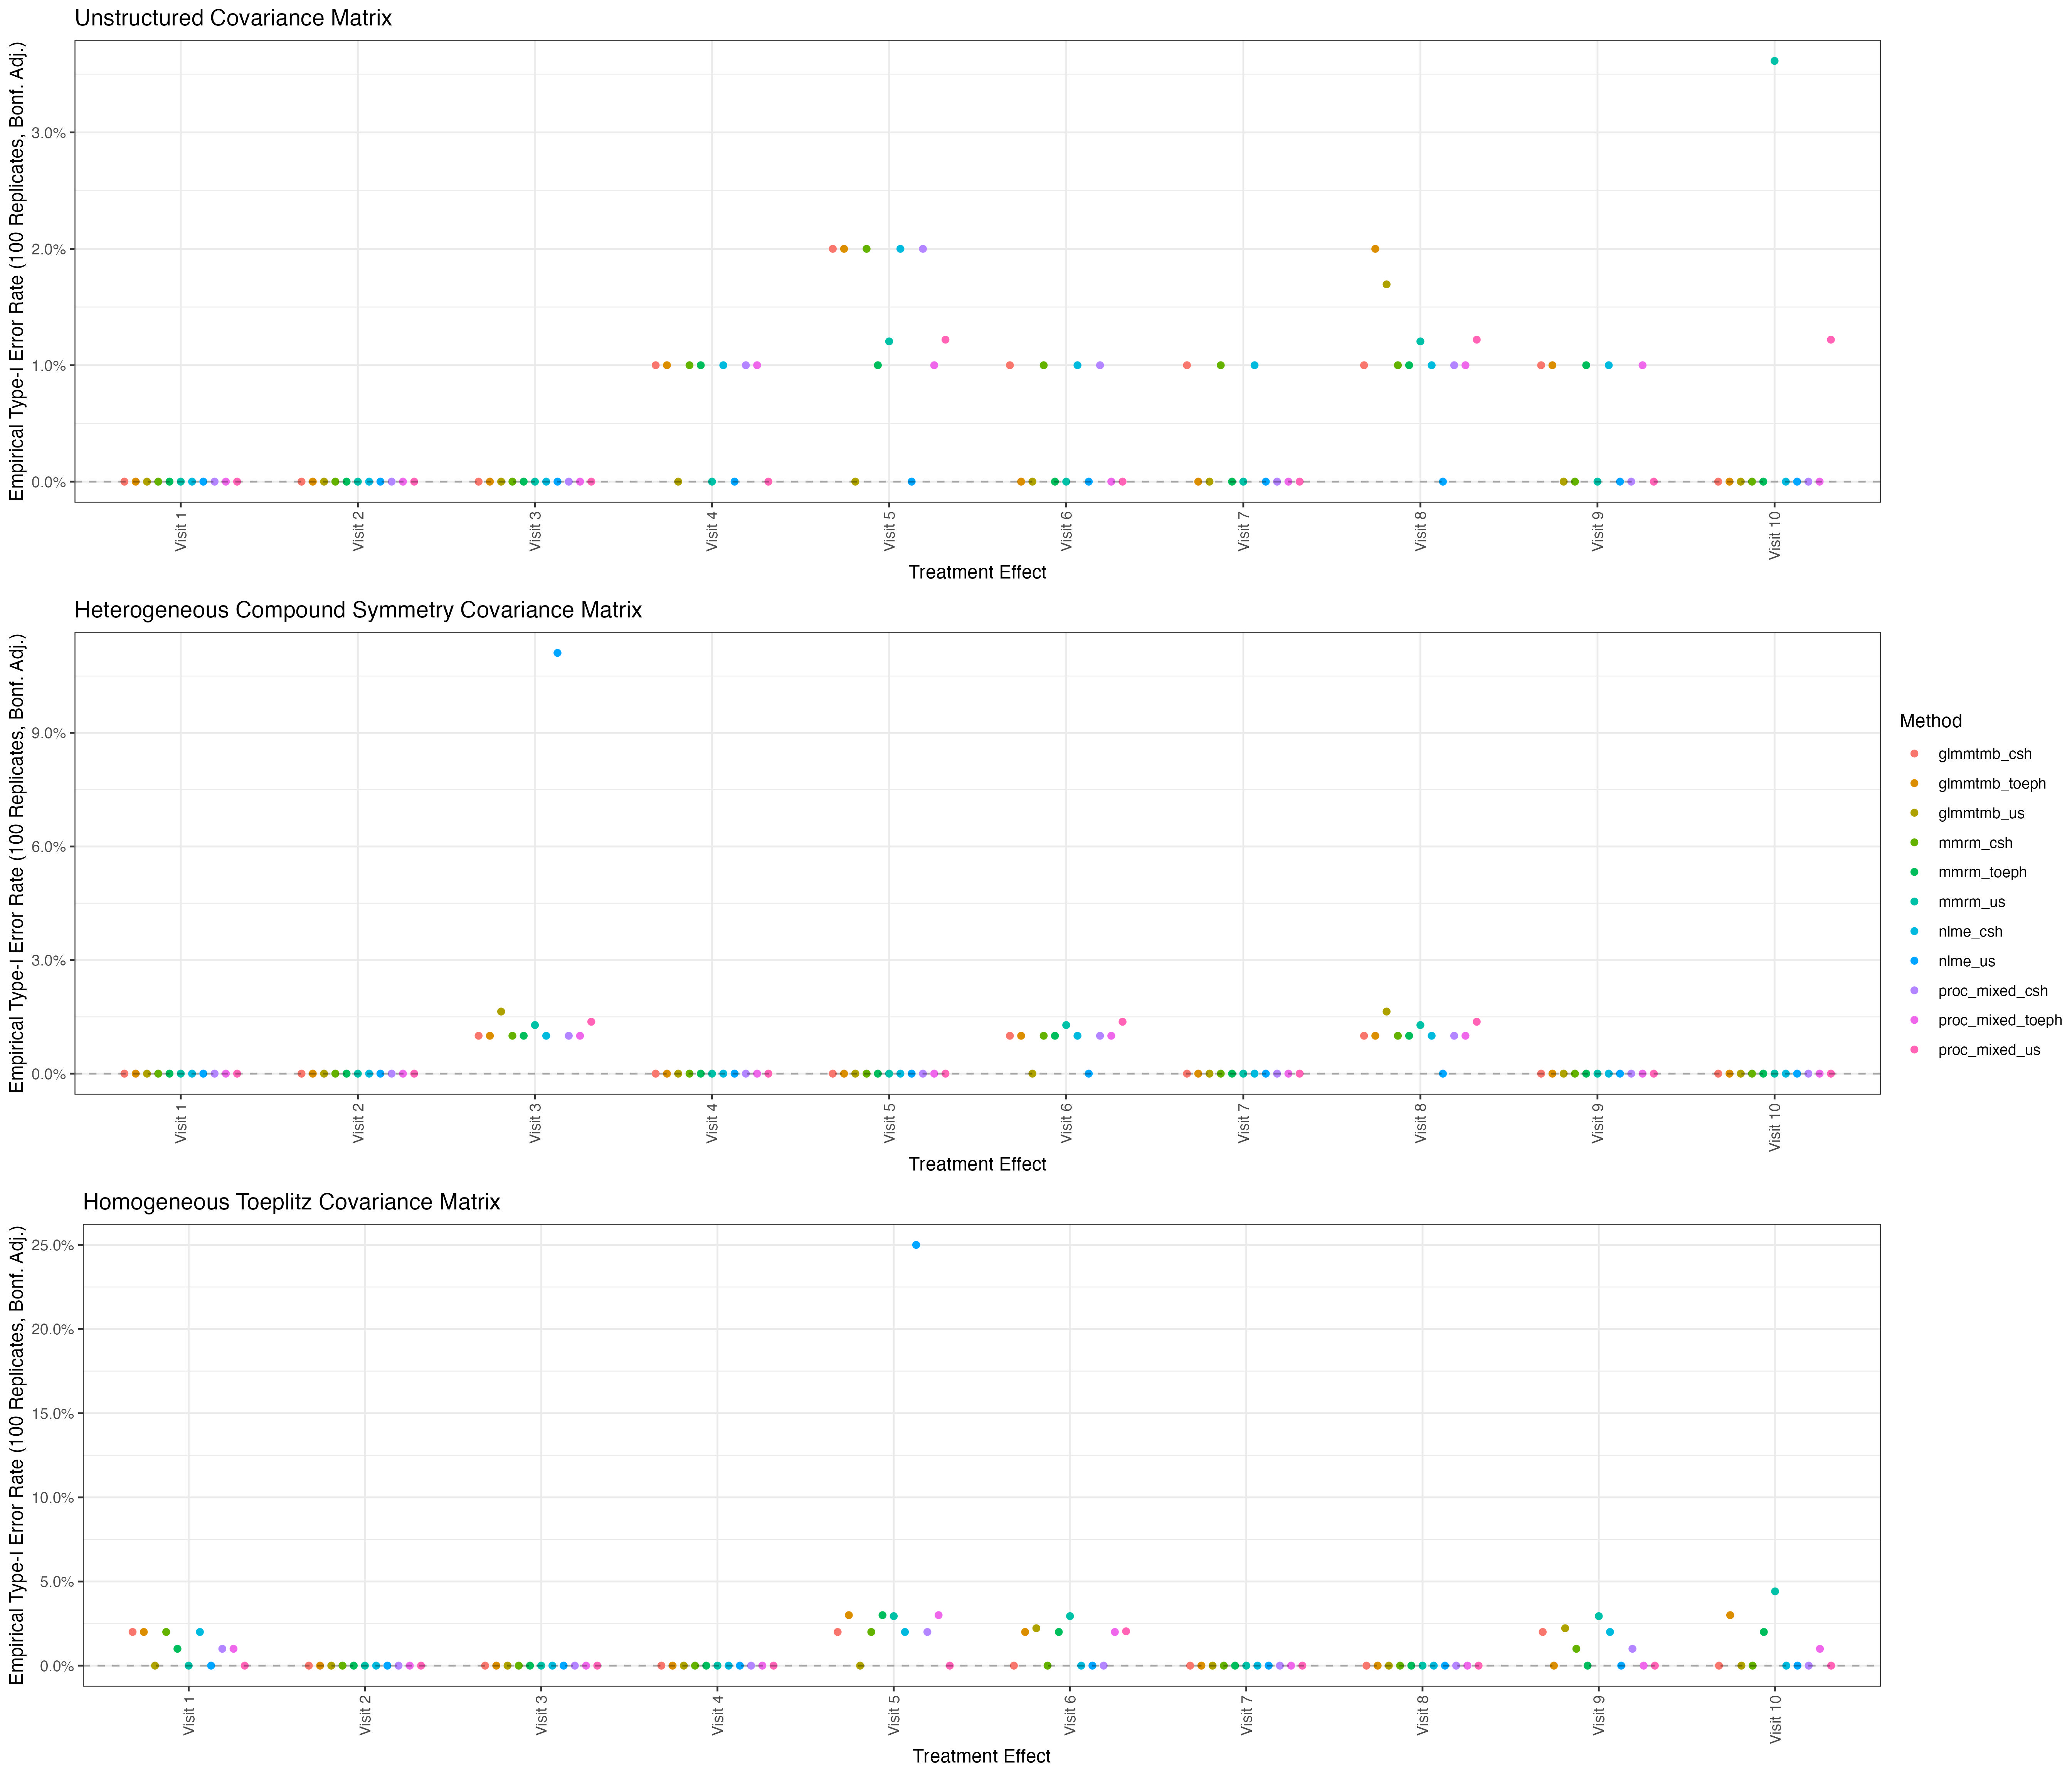 Unstructured Covariance Matrix
Empirical Type-I Error Rate (100 Replicates, Bonf. Adj.)
3.0%
2.0%
1.0%
0.0%
Visit 1
Visit 2
Visit 3
Visit 4
Visit 5
Visit 6
Visit 7
Visit 8
Visit 9
Visit 10
Treatment Effect
Heterogeneous Compound Symmetry Covariance Matrix
Empirical Type-I Error Rate (100 Replicates, Bonf. Adj.)
9.0%
6.0%
3.0%
0.0%
Visit 1
Visit 2
Visit 3
Visit 4
Visit 5
Visit 6
Visit 7
Visit 8
Visit 9
Visit 10
Treatment Effect
Method
glmmtmb_csh
glmmtmb_toeph
glmmtmb_us
mmrm_csh
mmrm_toeph
mmrm_us
nlme_csh
nlme_us
proc_mixed_csh
proc_mixed_toeph
proc_mixed_us
Homogeneous Toeplitz Covariance Matrix
Empirical Type-I Error Rate (100 Replicates, Bonf. Adj.)
25.0%
20.0%
15.0%
10.0%
5.0%
0.0%
Visit 1
Visit 2
Visit 3
Visit 4
Visit 5
Visit 6
Visit 7
Visit 8
Visit 9
Visit 10
Treatment Effect